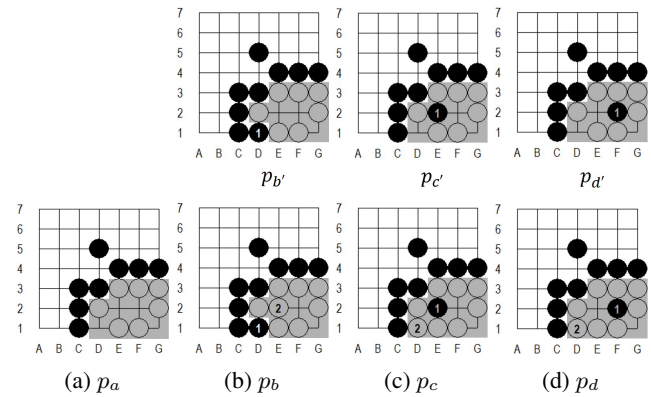 7 7 7
6 6 6
5 5 5
4 4 4
3 3 3
2 2 1 2 1
1 1 1 1
A B C D E F G A B C D E F G A B C D E F G
p_{b'} p_{c'} p_{d'}
7 7 7 7
6 6 6 6
5 5 5 5
4 4 4 4
3 3 3 3
2 2 2 2 1 2 1
1 1 1 1 2 1 2
A B C D E F G A B C D E F G A B C D E F G A B C D E F G
(a) p_a (b) p_b (c) p_c (d) p_d